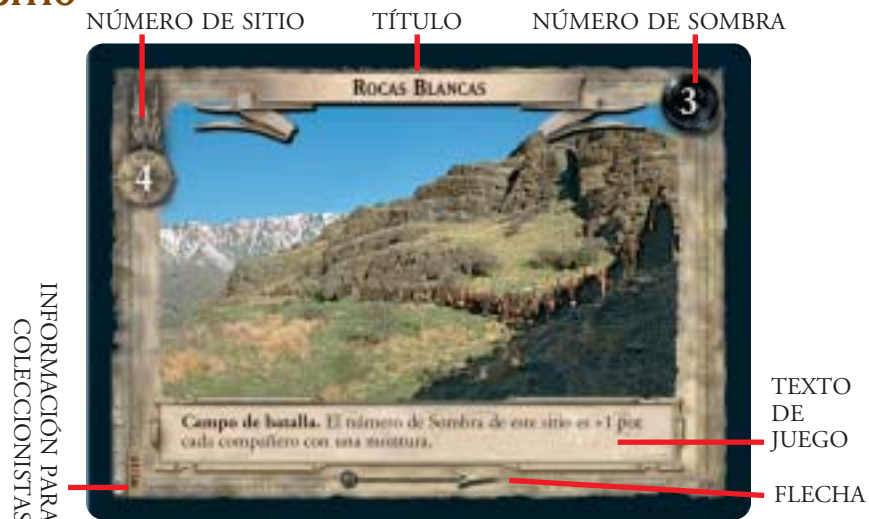 SITIO
NÚMERO DE SITIO
TÍTULO
NÚMERO DE SOMBRA
ROCAS BLANCAS
3
4
Campo de batalla. El número de Sombra de este sitio es +1 por
cada compañero con una montura.
INFORMACIÓN PARA
COLECCIONISTAS
TEXTO
DE
JUEGO
FLECHA